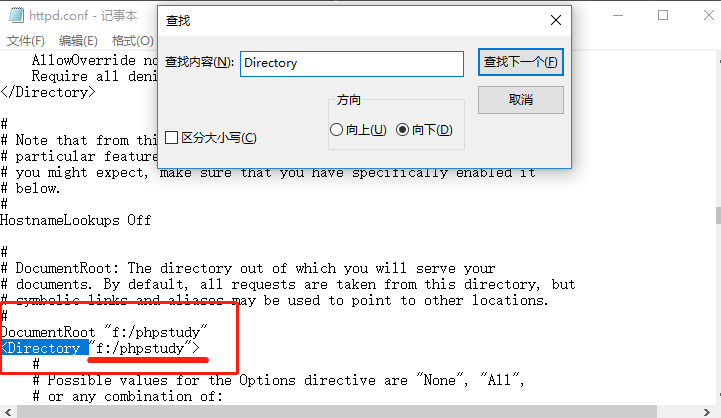 httpd.conf - 记事本
文件(F) 编辑(E) 格式(O)
查找
查找内容(N): Directory
查找下一个(F)
取消
方向
向上(U) 向下(D)
区分大小写(C)
AllowOverride no
Require all deni
</Directory>
#
# Note that from thi
# particular feature
# you might expect, make sure that you have specifically enabled it
# below.
#
HostnameLookups Off
#
# DocumentRoot: The directory out of which you will serve your
# documents. By default, all requests are taken from this directory, but
# symbolic links and aliases may be used to point to other locations.
#
DocumentRoot "f:/phpstudy"
<Directory "f:/phpstudy">
#
# Possible values for the Options directive are "None", "All",
# or any combination of: